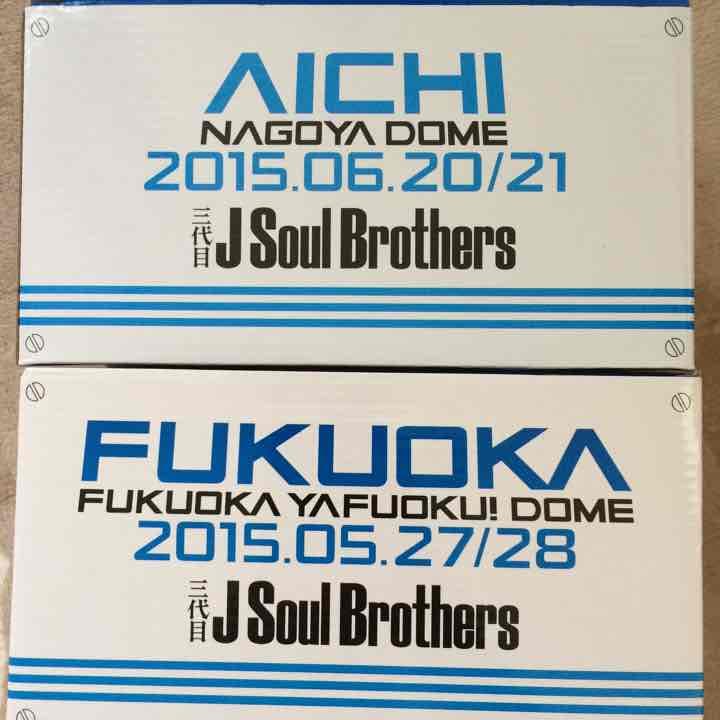 AICHI
NAGOYA DOME
2015.06.20/21
三代目 J Soul Brothers
FUKUOKA
FUKUOKA YAFUOKU! DOME
2015.05.27/28
三代目 J Soul Brothers